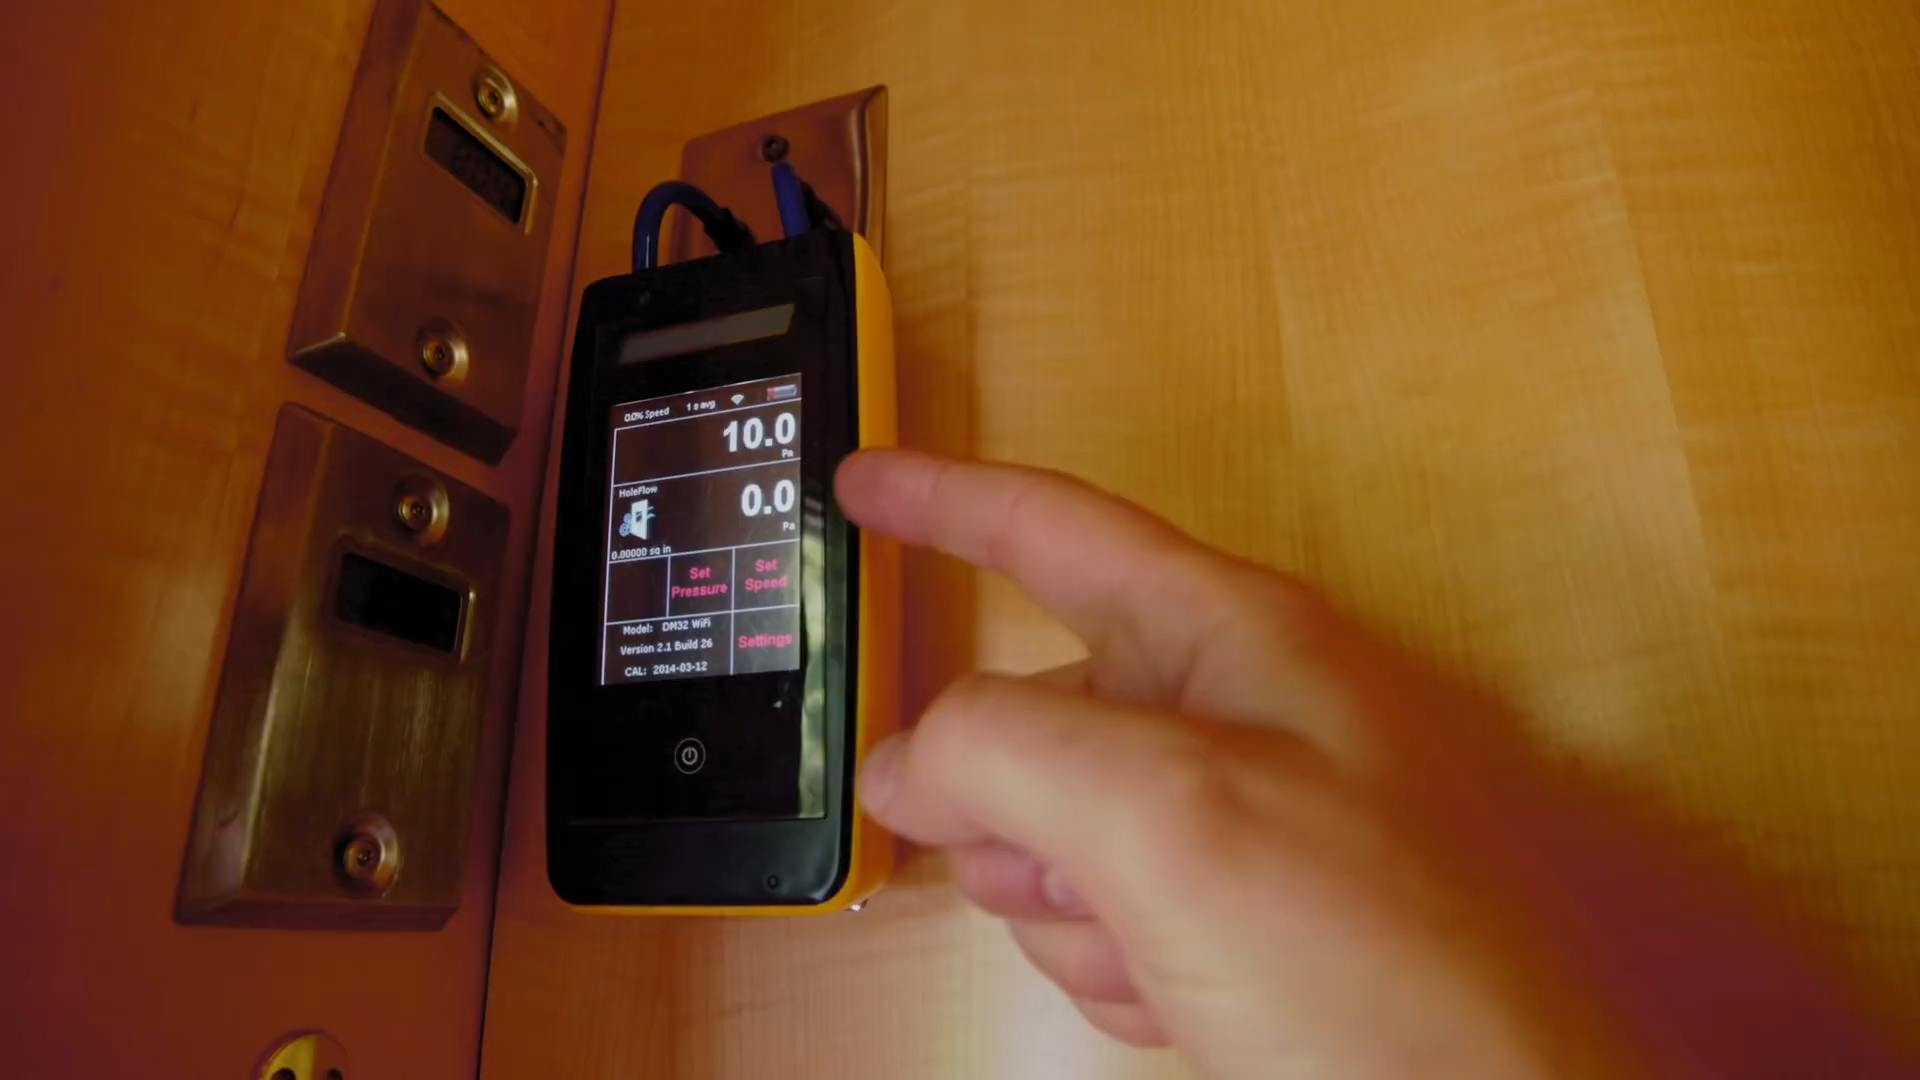 0.0% Speed 1 s avg
10.0
Pa
HoleFlow
0.0
Pa
0.00000 sq in
Set Pressure
Set Speed
Model: DM32 WiFi
Version 2.1 Build 26
Settings
CAL: 2014-03-12